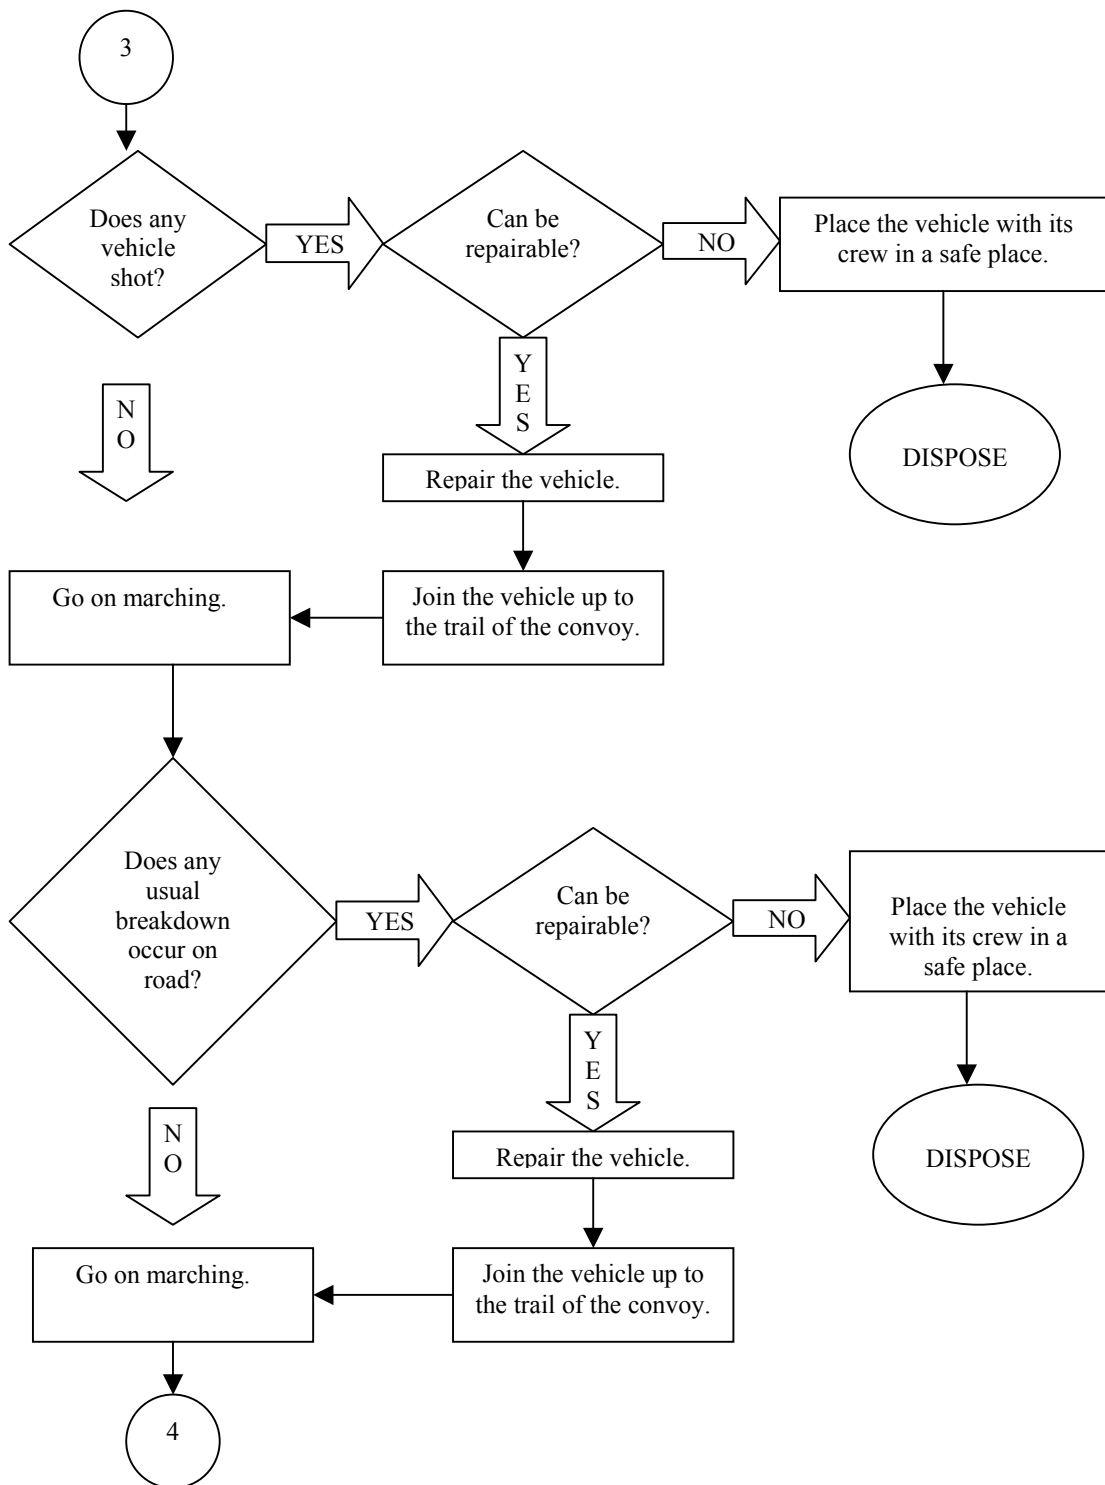 3
Does any
vehicle
shot?
YES
Can be
repairable?
NO
Place the vehicle with its
crew in a safe place.
N
O
Y
E
S
DISPOSE
Repair the vehicle.
Go on marching.
Join the vehicle up to
the trail of the convoy.
Does any
usual
breakdown
occur on
road?
YES
Can be
repairable?
NO
Place the vehicle
with its crew in a
safe place.
N
O
Y
E
S
DISPOSE
Repair the vehicle.
Go on marching.
Join the vehicle up to
the trail of the convoy.
4